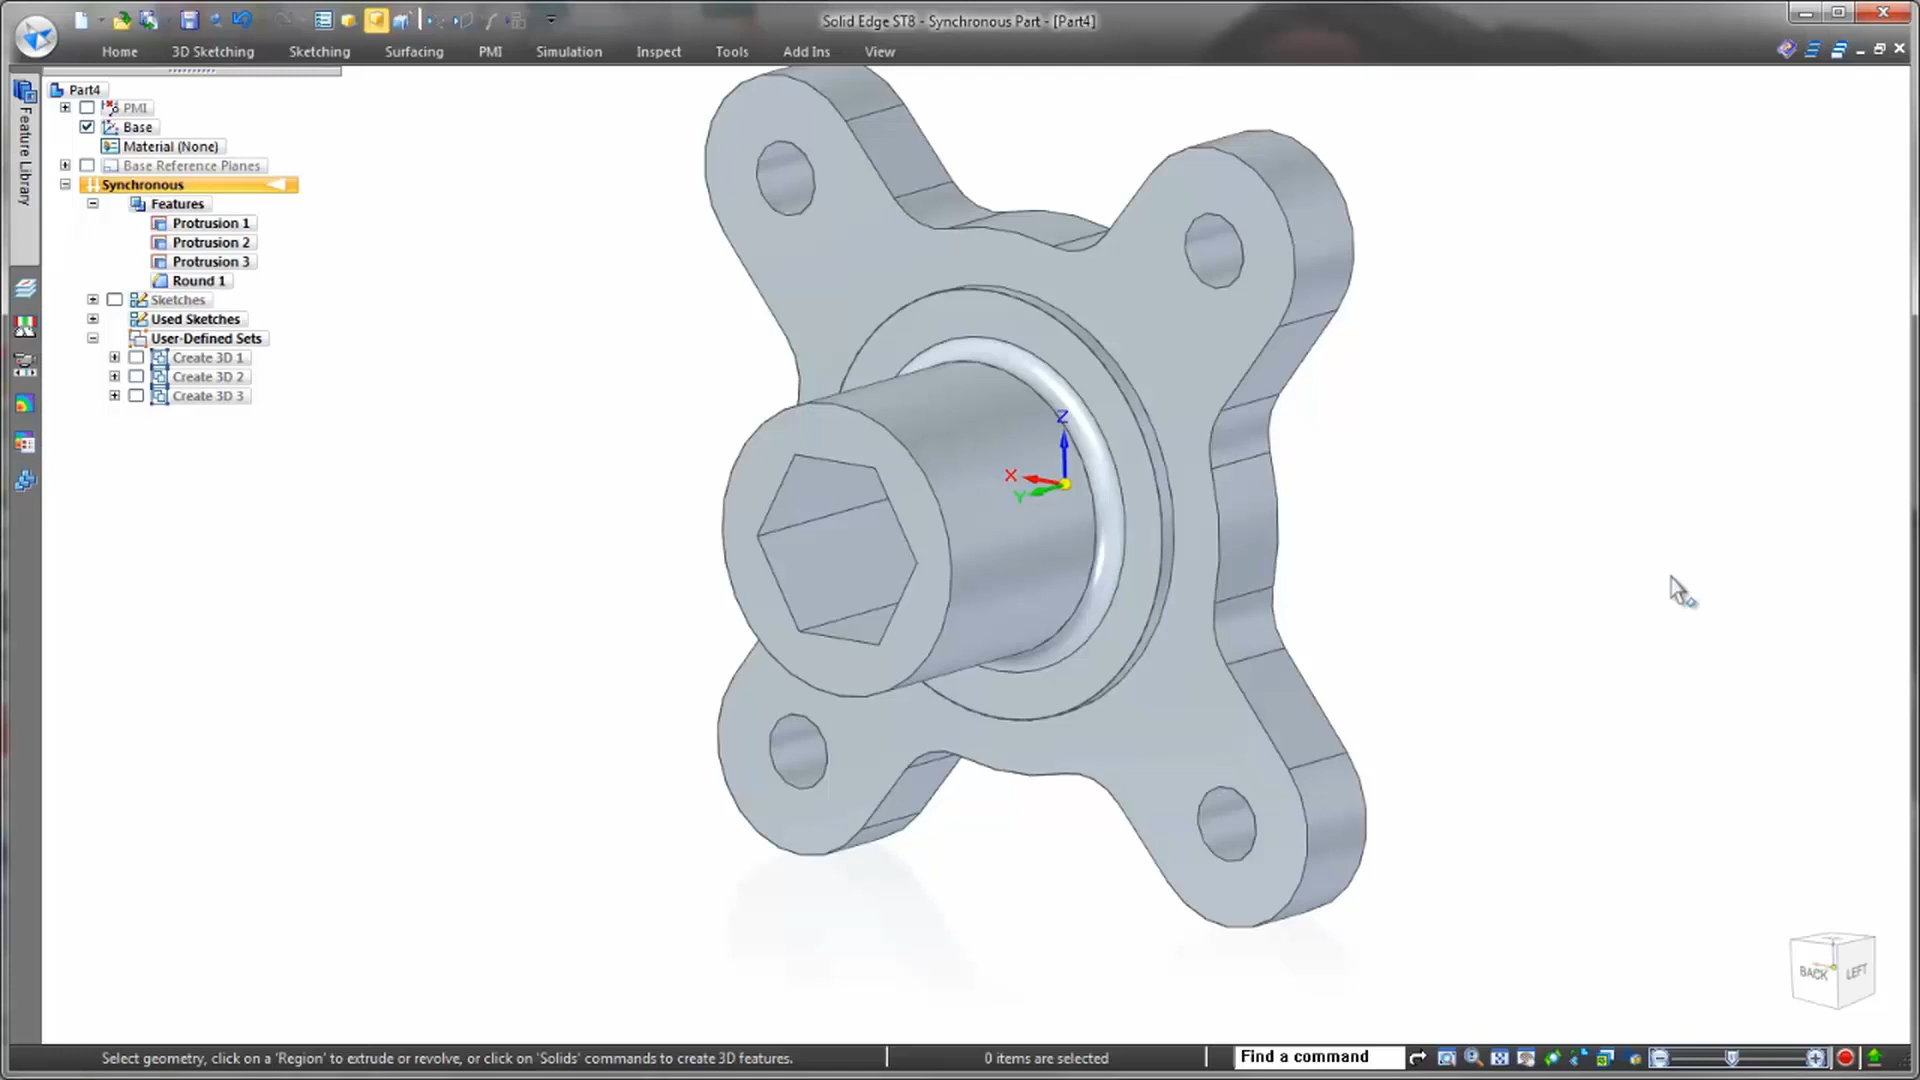 Solid Edge ST8 - Synchronous Part - [Part4]
Home 3D Sketching Sketching Surfacing PMI Simulation Inspect Tools Add Ins View
Feature Library
Part4
PMI
Base
Material (None)
Base Reference Planes
Synchronous
Features
Protrusion 1
Protrusion 2
Protrusion 3
Round 1
Sketches
Used Sketches
User-Defined Sets
Create 3D 1
Create 3D 2
Create 3D 3
Z
X
Y
BACK LEFT
Select geometry, click on a 'Region' to extrude or revolve, or click on 'Solids' commands to create 3D features. 0 items are selected Find a command